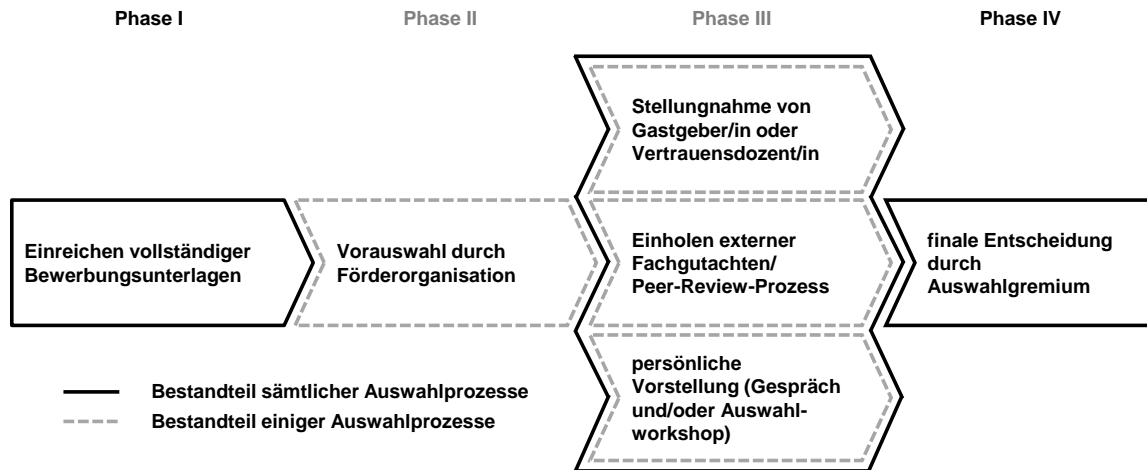 Phase I
Phase II
Phase III
Phase IV
Einreichen vollständiger
Bewerbungsunterlagen
Vorauswahl durch
Förderorganisation
Stellungnahme von
Gastgeber/in oder
Vertrauensdozent/in
Einholen externer
Fachgutachten/
Peer-Review-Prozess
persönliche
Vorstellung (Gespräch
und/oder Auswahl-
workshop)
finale Entscheidung
durch
Auswahlgremium
Bestandteil sämtlicher Auswahlprozesse
Bestandteil einiger Auswahlprozesse